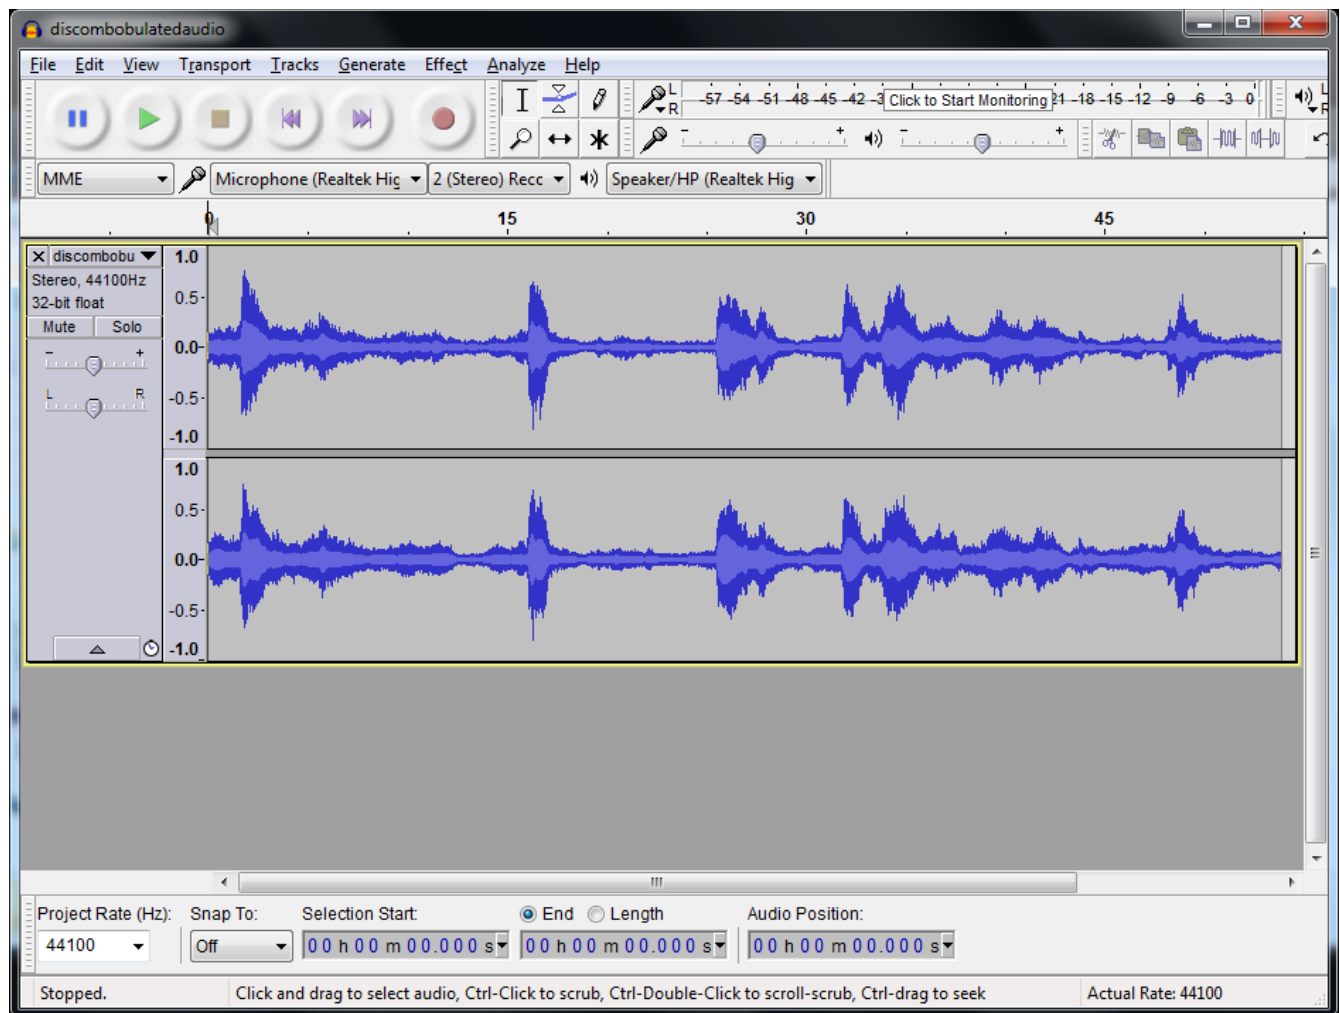 discombobulatedaudio
File Edit View Transport Tracks Generate Effect Analyze Help
L
R
-57 -54 -51 -48 -45 -42 -3 Click to Start Monitoring 21 -18 -15 -12 -9 -6 -3 0
- + - +
MME Microphone (Realtek Hig 2 (Stereo) Recc Speaker/HP (Realtek Hig
0 15 30 45
X discombobu
Stereo, 44100Hz
32-bit float
Mute Solo
- +
L R
1.0
0.5-
0.0-
-0.5-
-1.0
1.0
0.5-
0.0-
-0.5-
-1.0
Project Rate (Hz): Snap To: Selection Start: End Length Audio Position:
44100 Off 00 h 00 m 00.000 s 00 h 00 m 00.000 s 00 h 00 m 00.000 s
Stopped. Click and drag to select audio, Ctrl-Click to scrub, Ctrl-Double-Click to scroll-scrub, Ctrl-drag to seek Actual Rate: 44100